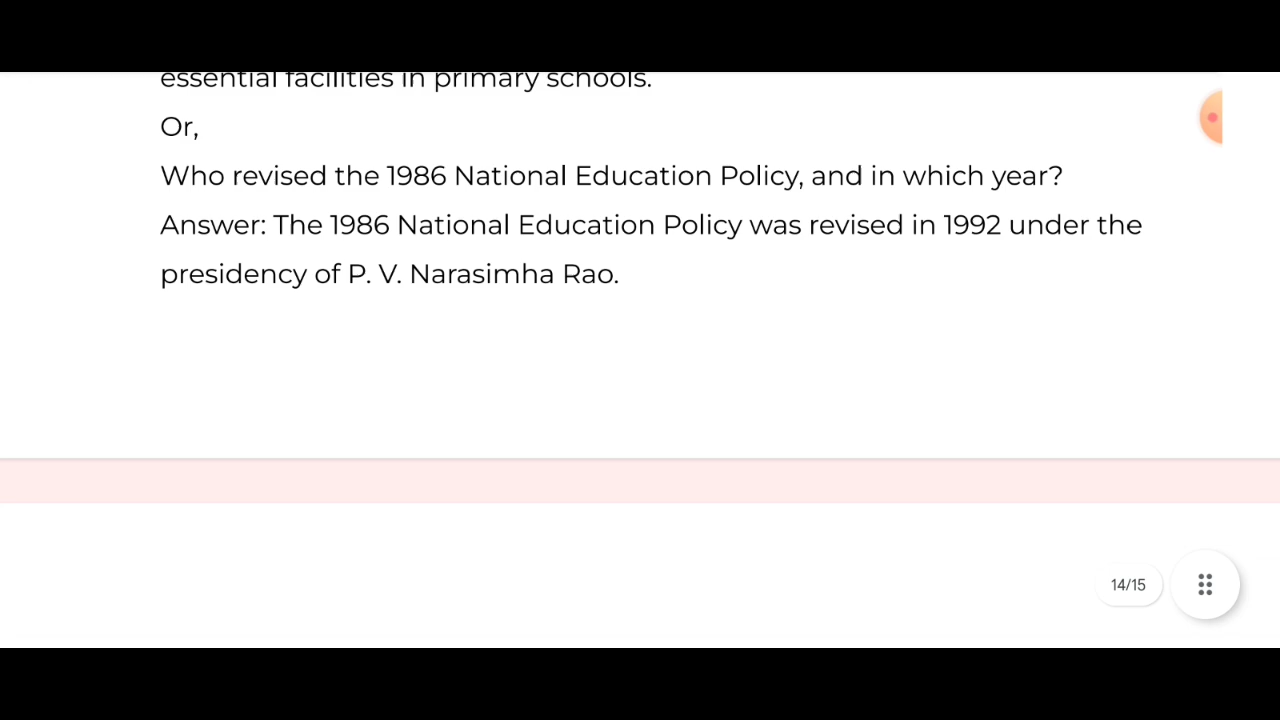 essential facilities in primary schools.
Or,
Who revised the 1986 National Education Policy, and in which year?
Answer: The 1986 National Education Policy was revised in 1992 under the
presidency of P. V. Narasimha Rao.
14/15